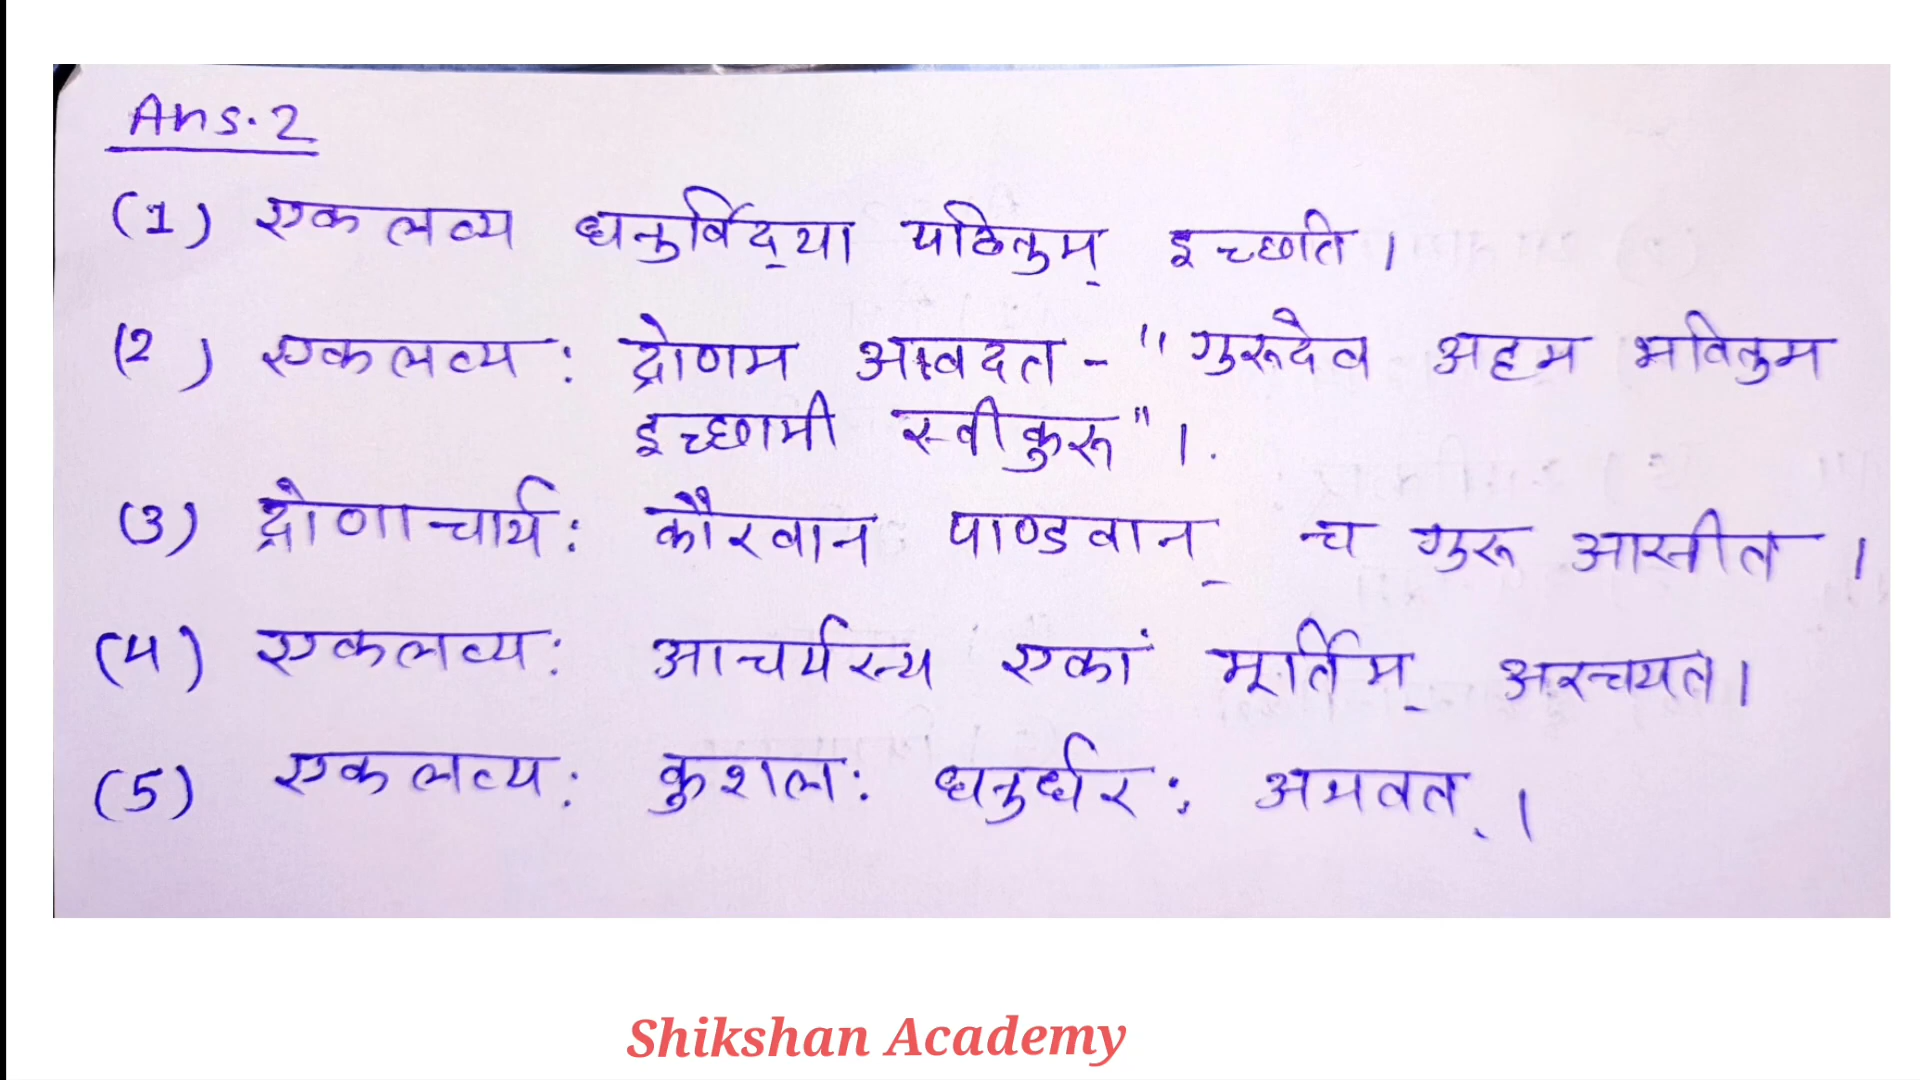 Ans.2
(1) एकलव्य धनुर्विद्‌या पठितुम् इच्छति ।
(2) एकलव्य: द्रोणम अवदत - "गुरूदेव अहम भवितुम
इच्छामी स्वीकुरू" ।.
(3) द्रोणाचार्य: कौरवान पाण्डवान् च गुरू आसीत ।
(4) एकलव्य: आचर्यस्य एकां मूर्तिम् अरचयत ।
(5) एकलव्य: कुशल: धनुर्धर: अभवत् ।
Shikshan Academy